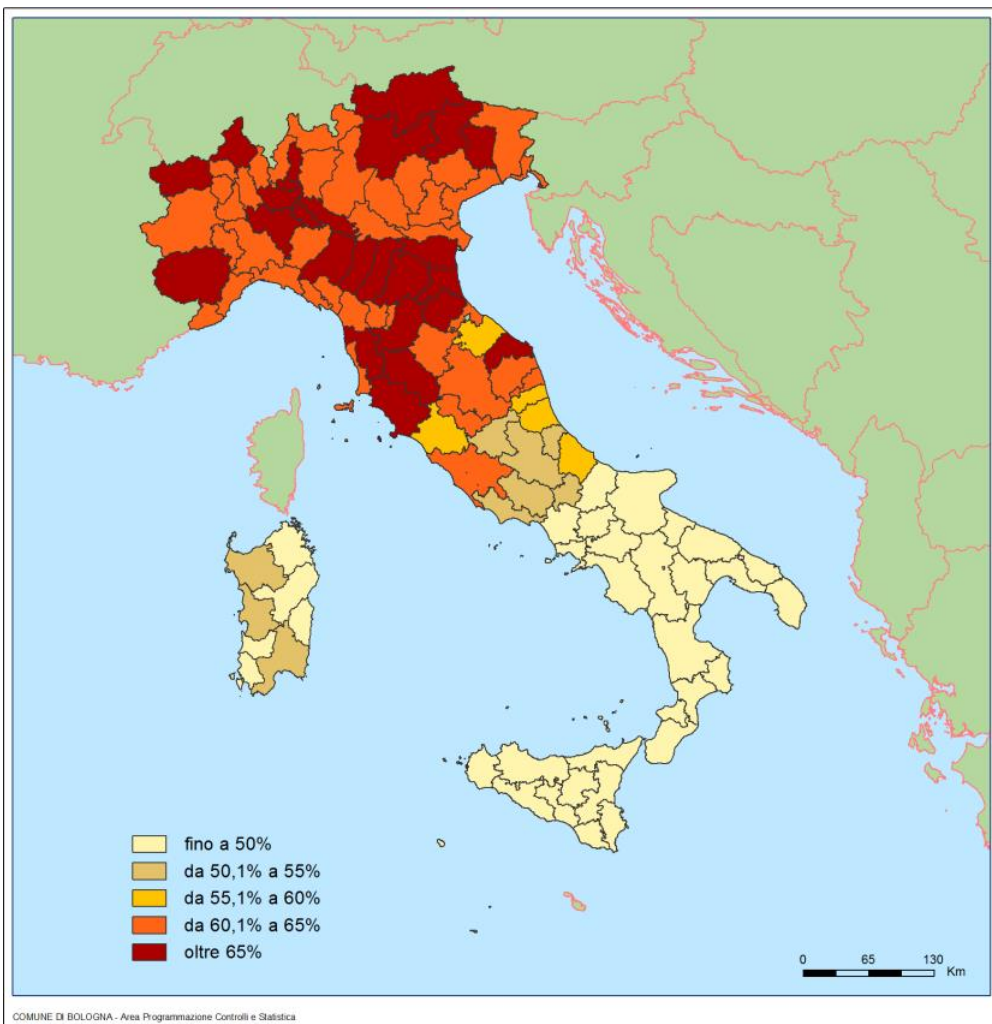 fino a 50%
da 50,1% a 55%
da 55,1% a 60%
da 60,1% a 65%
oltre 65%
0 65 130
Km
COMUNE DI BOLOGNA - Area Programmazione Controlli e Statistica